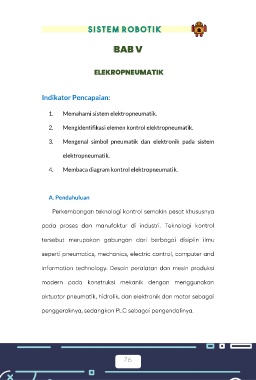 SISTEM ROBOTIK
BAB V
ELEKROPNEUMATIK
Indikator Pencapaian:
1. Memahami sistem elektropneumatik.
2. Mengidentifikasi elemen kontrol elektropneumatik.
3. Mengenal simbol pneumatik dan elektronik pada sistem
elektropneumatik.
4. Membaca diagram kontrol elektropneumatik.
A. Pendahuluan
Perkembangan teknologi kontrol semakin pesat khususnya
pada proses dan manufaktur di industri. Teknologi kontrol
tersebut merupakan gabungan dari berbagai disiplin ilmu
seperti pneumatics, mechanics, electric control, computer and
information technology. Desain peralatan dan mesin produksi
modern pada konstruksi mekanik dengan menggunakan
aktuator pneumatik, hidrolik, dan elektronik dan motor sebagai
penggeraknya, sedangkan PLC sebagai pengendalinya.
76